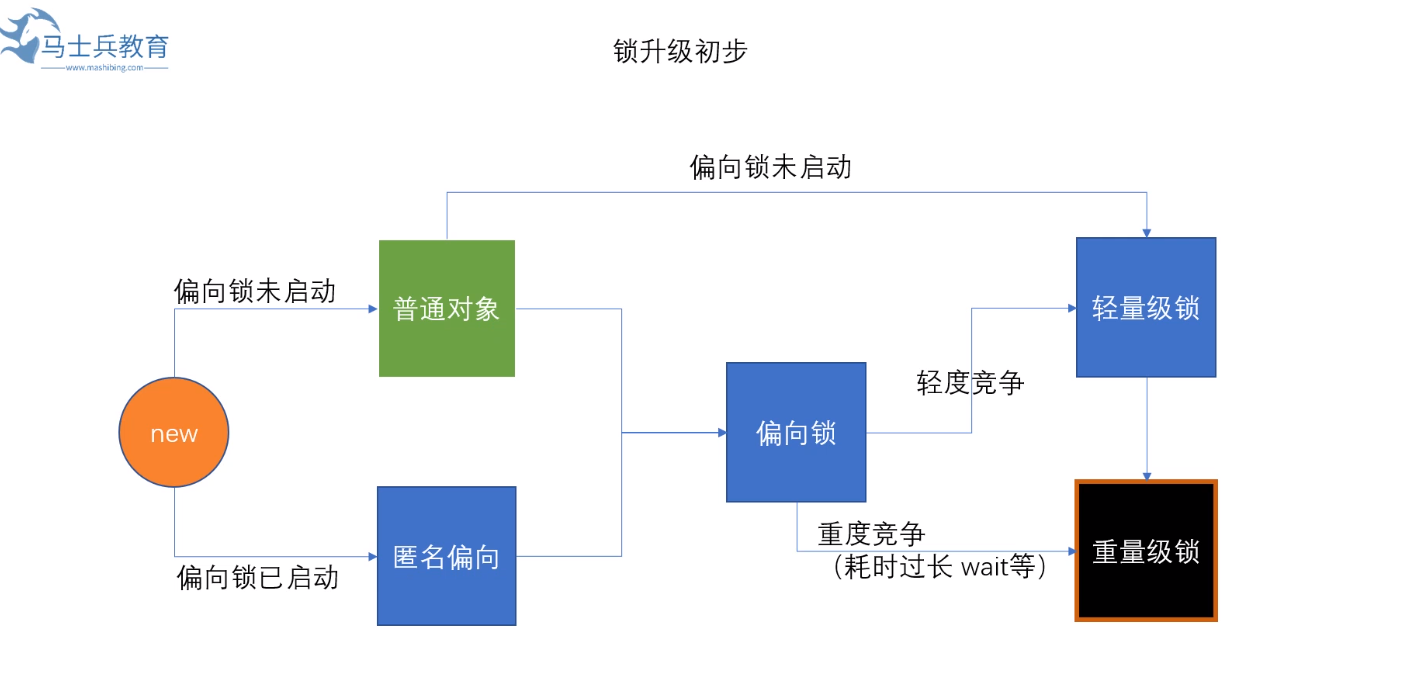 马士兵教育
www.mashibing.com
锁升级初步
偏向锁未启动
偏向锁未启动
普通对象
轻量级锁
轻度竞争
new
偏向锁
匿名偏向
偏向锁已启动
重度竞争
（耗时过长 wait等）
重量级锁